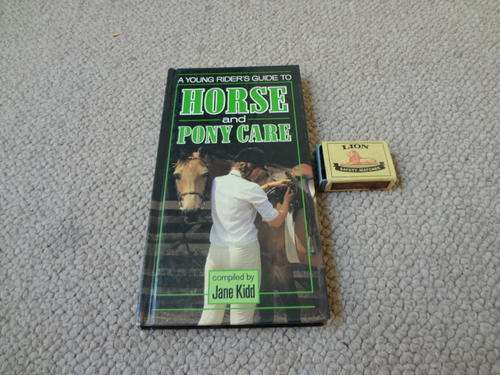 A YOUNG RIDER'S GUIDE TO
HORSE
and
PONY CARE
compiled by
Jane Kidd
LION
SAFETY MATCHES